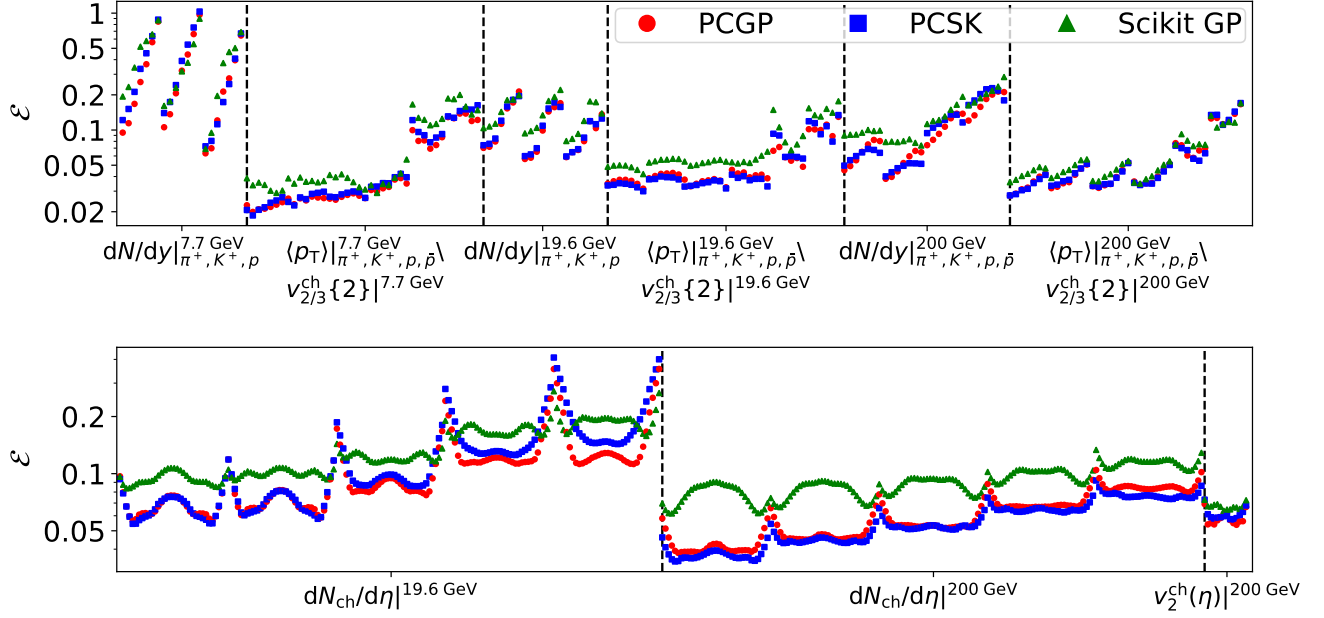 PCGP PCSK Scikit GP
1
0.5
0.2
0.1
0.05
0.02
ℰ
dN/dy|^{7.7 GeV}_{π⁺,K⁺,p} ⟨p_T⟩|^{7.7 GeV}_{π⁺,K⁺,p,p̄}\ dN/dy|^{19.6 GeV}_{π⁺,K⁺,p} ⟨p_T⟩|^{19.6 GeV}_{π⁺,K⁺,p,p̄}\ dN/dy|^{200 GeV}_{π⁺,K⁺,p,p̄} ⟨p_T⟩|^{200 GeV}_{π⁺,K⁺,p,p̄}\
v^{ch}_{2/3}{2}|^{7.7 GeV} v^{ch}_{2/3}{2}|^{19.6 GeV} v^{ch}_{2/3}{2}|^{200 GeV}
0.2
0.1
0.05
ℰ
dN_{ch}/dη|^{19.6 GeV} dN_{ch}/dη|^{200 GeV} v^{ch}_2(η)|^{200 GeV}